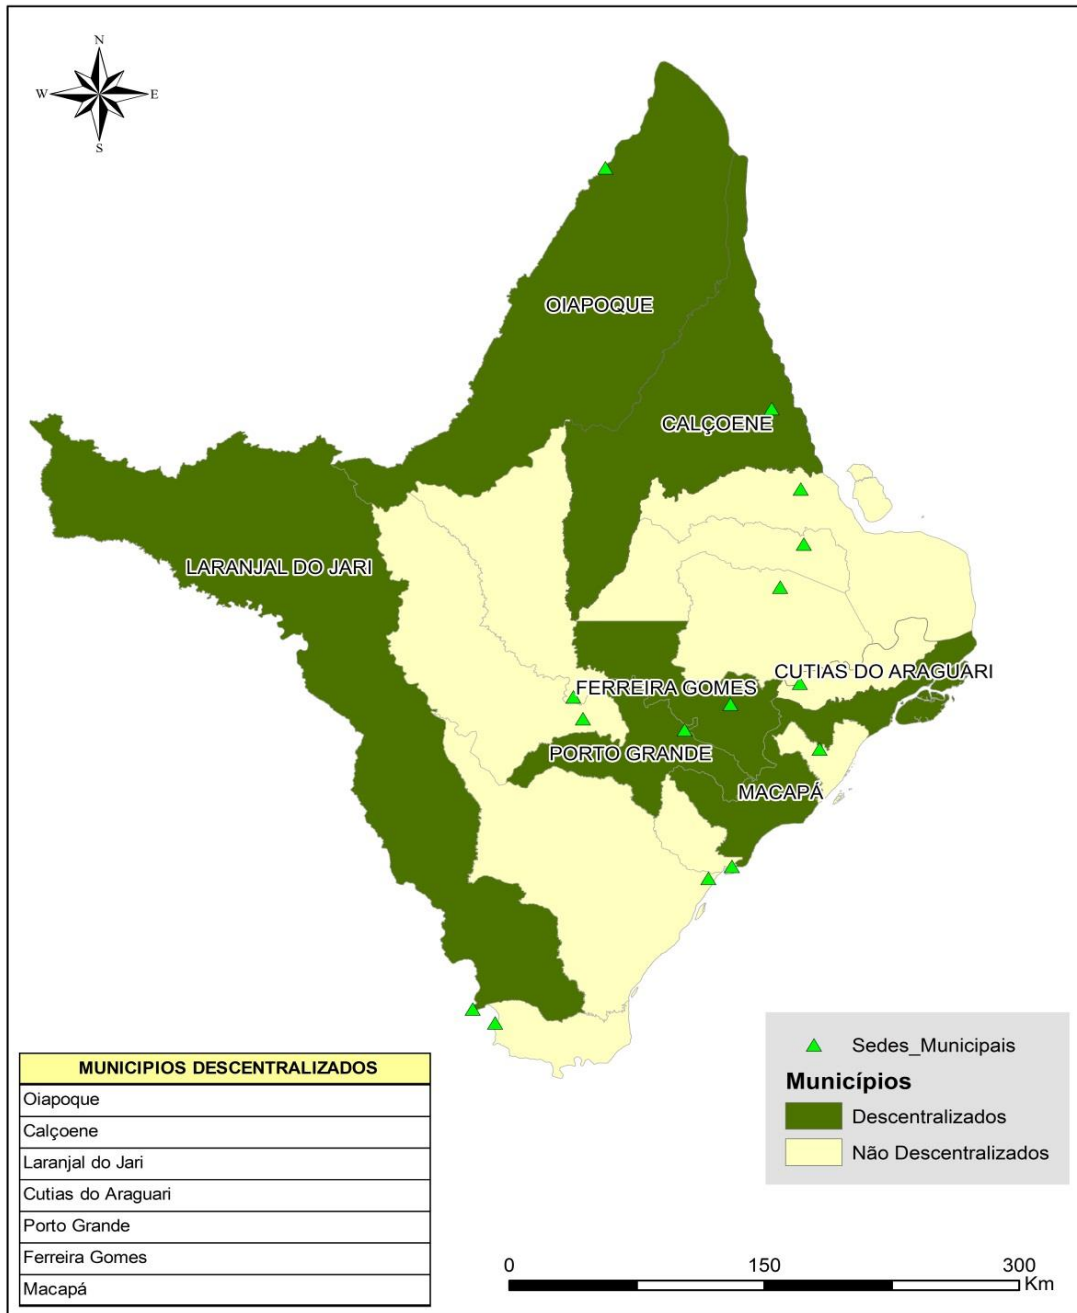 N
W
E
S
OIAPOQUE
CALÇOENE
LARANJAL DO JARI
CUTIAS DO ARAGUARI
FERREIRA GOMES
PORTO GRANDE
MACAPÁ
Sedes_Municipais
Municípios
Descentralizados
Não Descentralizados
MUNICIPIOS DESCENTRALIZADOS
Oiapoque
Calçoene
Laranjal do Jari
Cutias do Araguari
Porto Grande
Ferreira Gomes
Macapá
0 150 300
Km